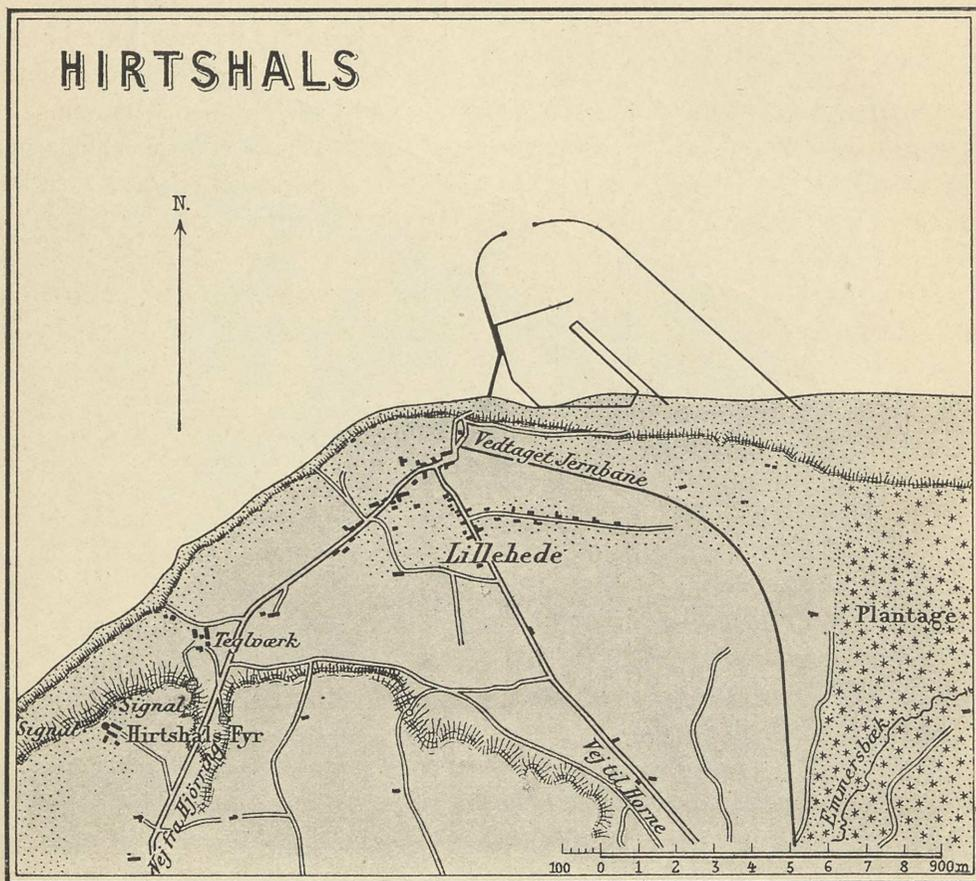 HIRTSHALS
N.
Vedtaget Jernbane
Lillehede
Plantage
Teglværk
Signal
Signal
Hirtshals Fyr
Emmersbæk
Vej til Horne
Vej fra Hjörring
100 0 1 2 3 4 5 6 7 8 900m